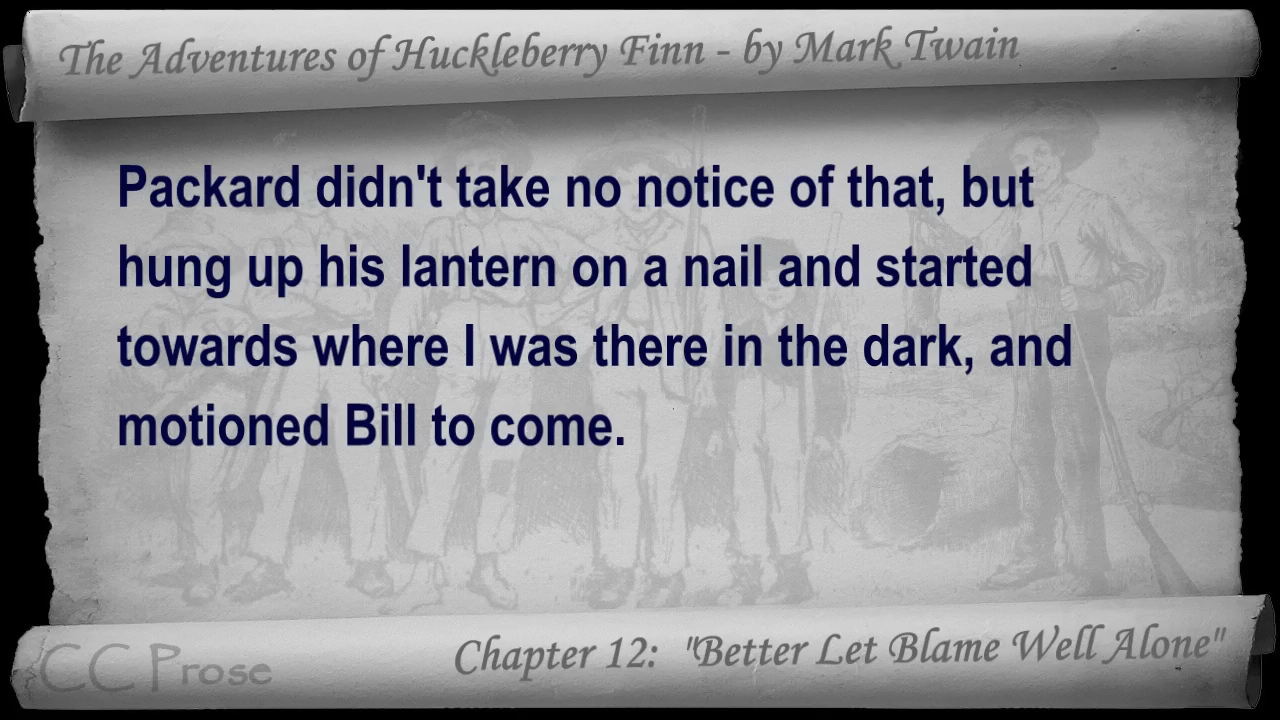 The Adventures of Huckleberry Finn - by Mark Twain
Packard didn't take no notice of that, but
hung up his lantern on a nail and started
towards where I was there in the dark, and
motioned Bill to come.
CC Prose
Chapter 12: "Better Let Blame Well Alone"